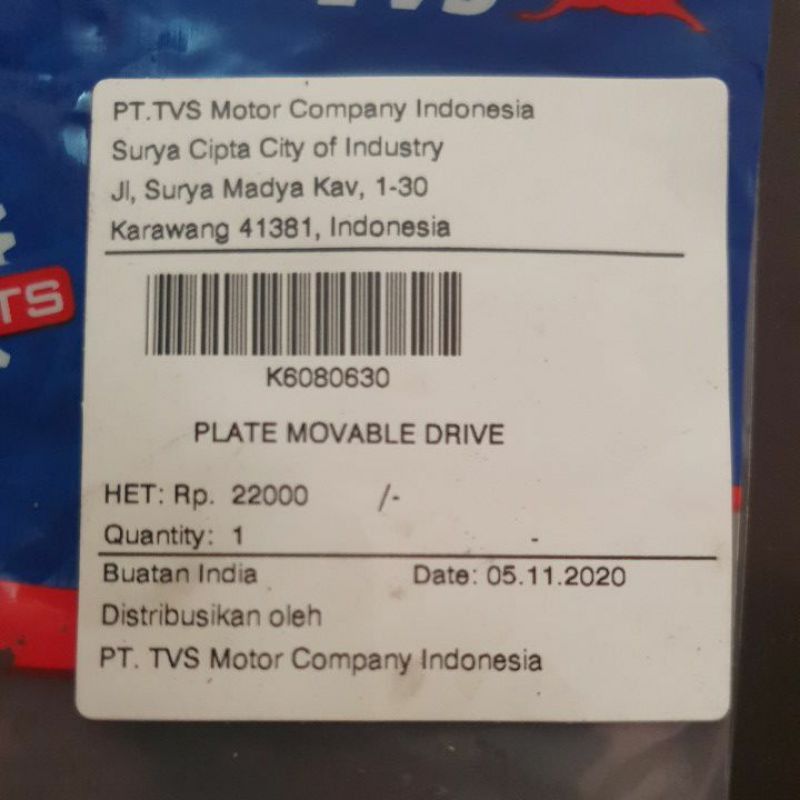 TVS
PT.TVS Motor Company Indonesia
Surya Cipta City of Industry
Jl, Surya Madya Kav, 1-30
Karawang 41381, Indonesia
K6080630
PLATE MOVABLE DRIVE
HET: Rp. 22000 /-
Quantity: 1 -
Buatan India Date: 05.11.2020
Distribusikan oleh
PT. TVS Motor Company Indonesia